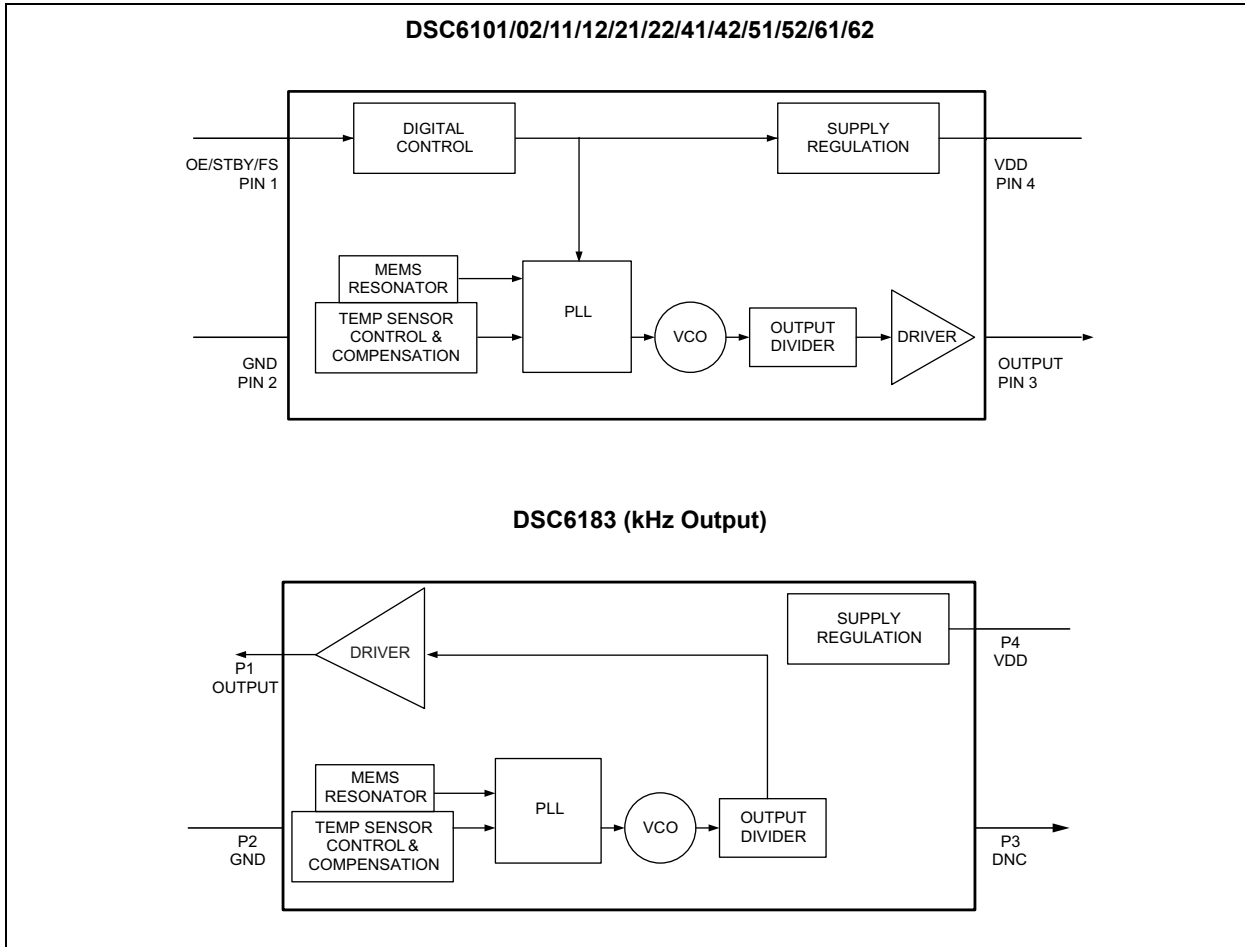 DSC6101/02/11/12/21/22/41/42/51/52/61/62
DIGITAL
CONTROL
SUPPLY
REGULATION
OE/STBY/FS
PIN 1
VDD
PIN 4
MEMS
RESONATOR
TEMP SENSOR
CONTROL &
COMPENSATION
PLL
VCO
OUTPUT
DIVIDER
DRIVER
GND
PIN 2
OUTPUT
PIN 3
DSC6183 (kHz Output)
SUPPLY
REGULATION
DRIVER
P1
OUTPUT
P4
VDD
MEMS
RESONATOR
TEMP SENSOR
CONTROL &
COMPENSATION
PLL
VCO
OUTPUT
DIVIDER
P2
GND
P3
DNC